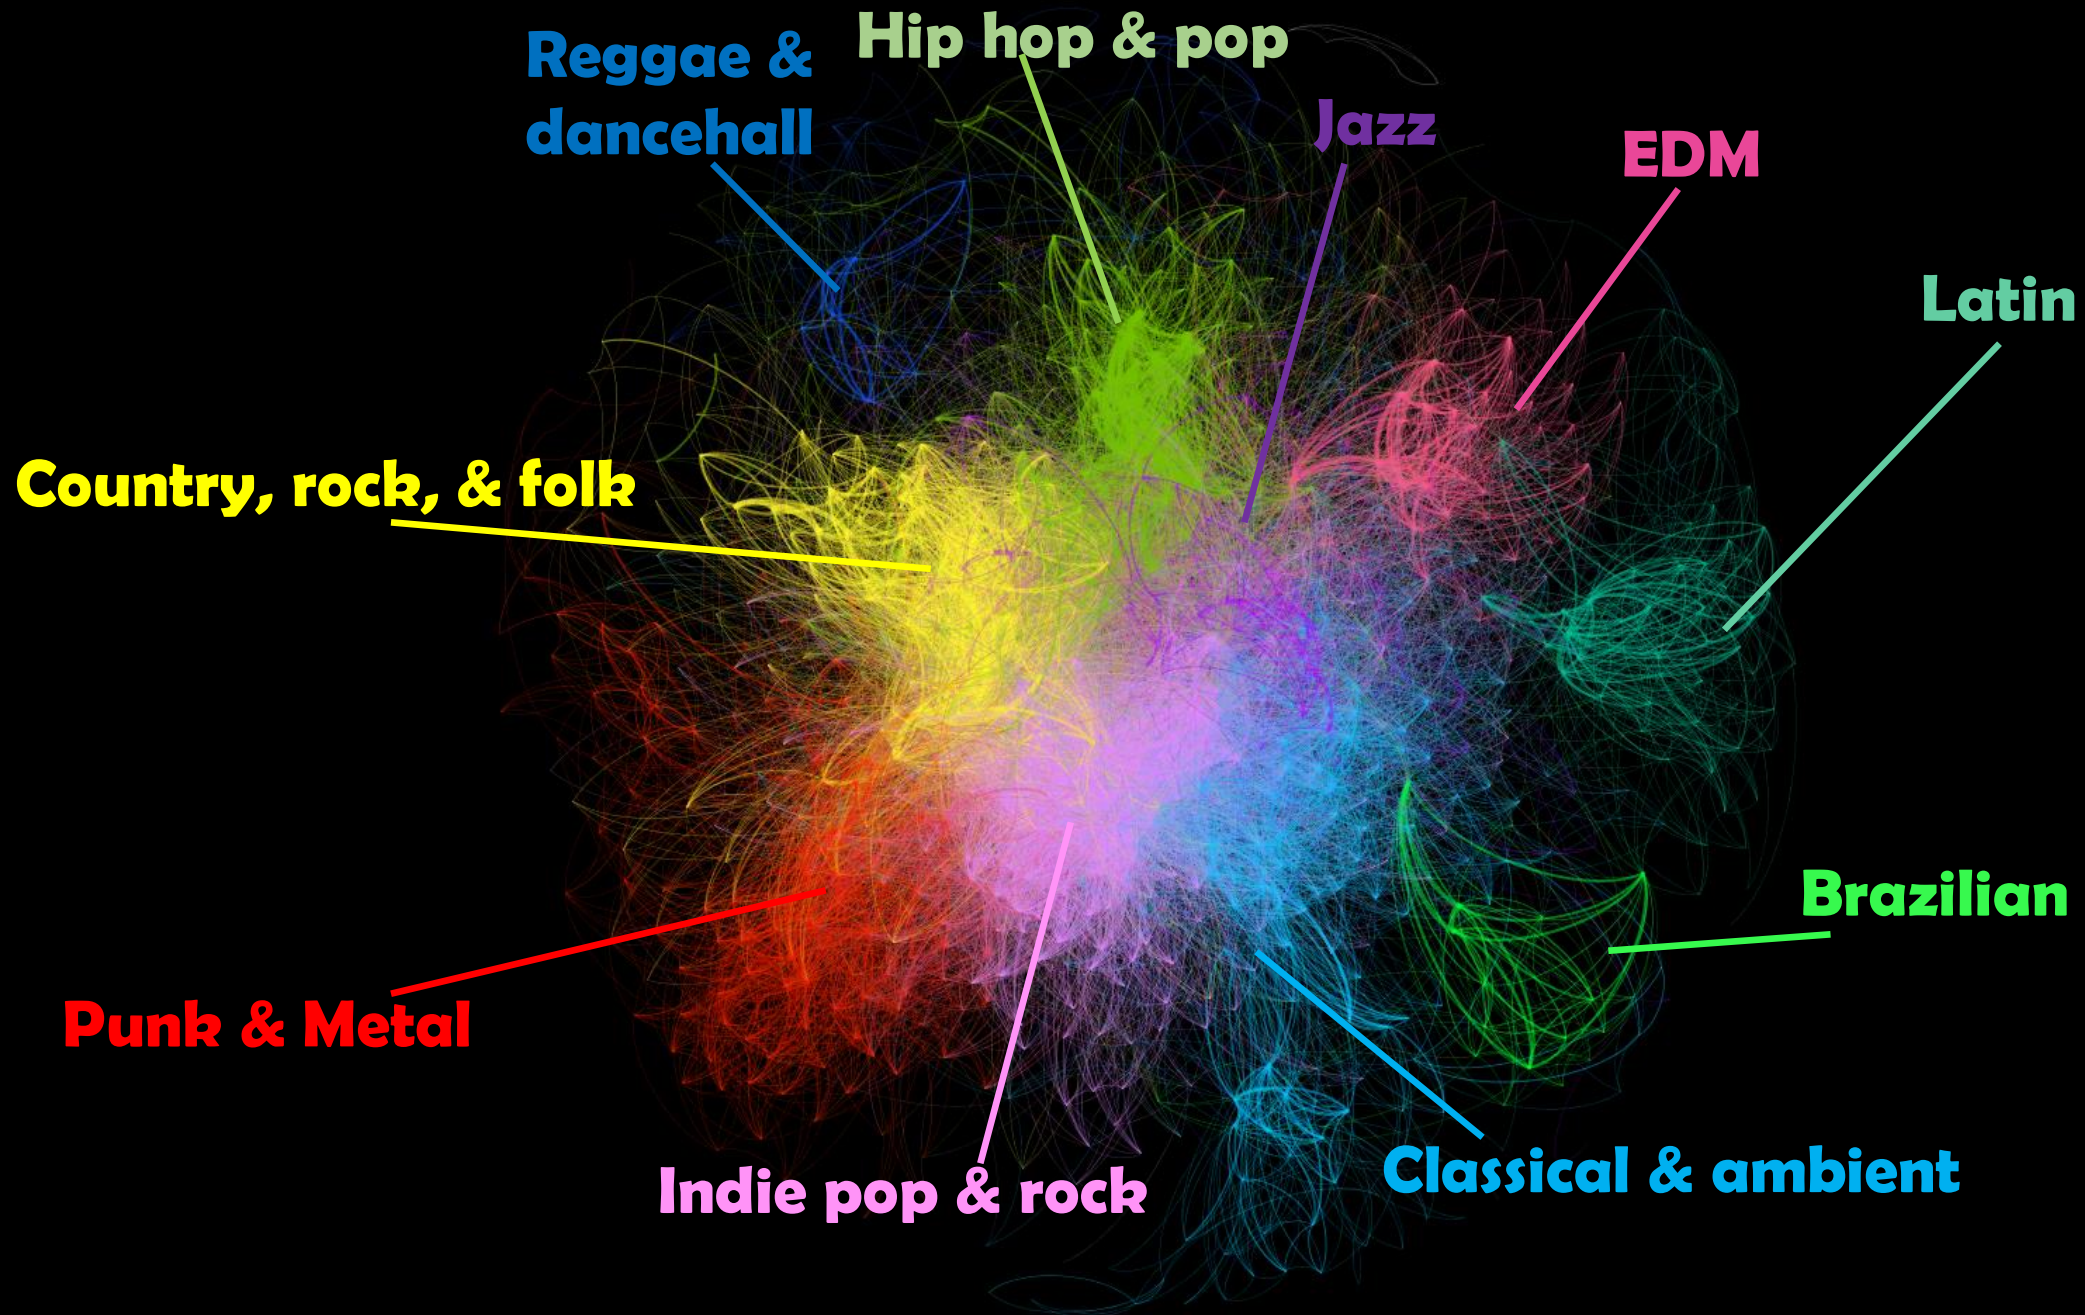 Hip hop & pop
Reggae &
dancehall
Jazz
EDM
Latin
Country, rock, & folk
Brazilian
Punk & Metal
Classical & ambient
Indie pop & rock